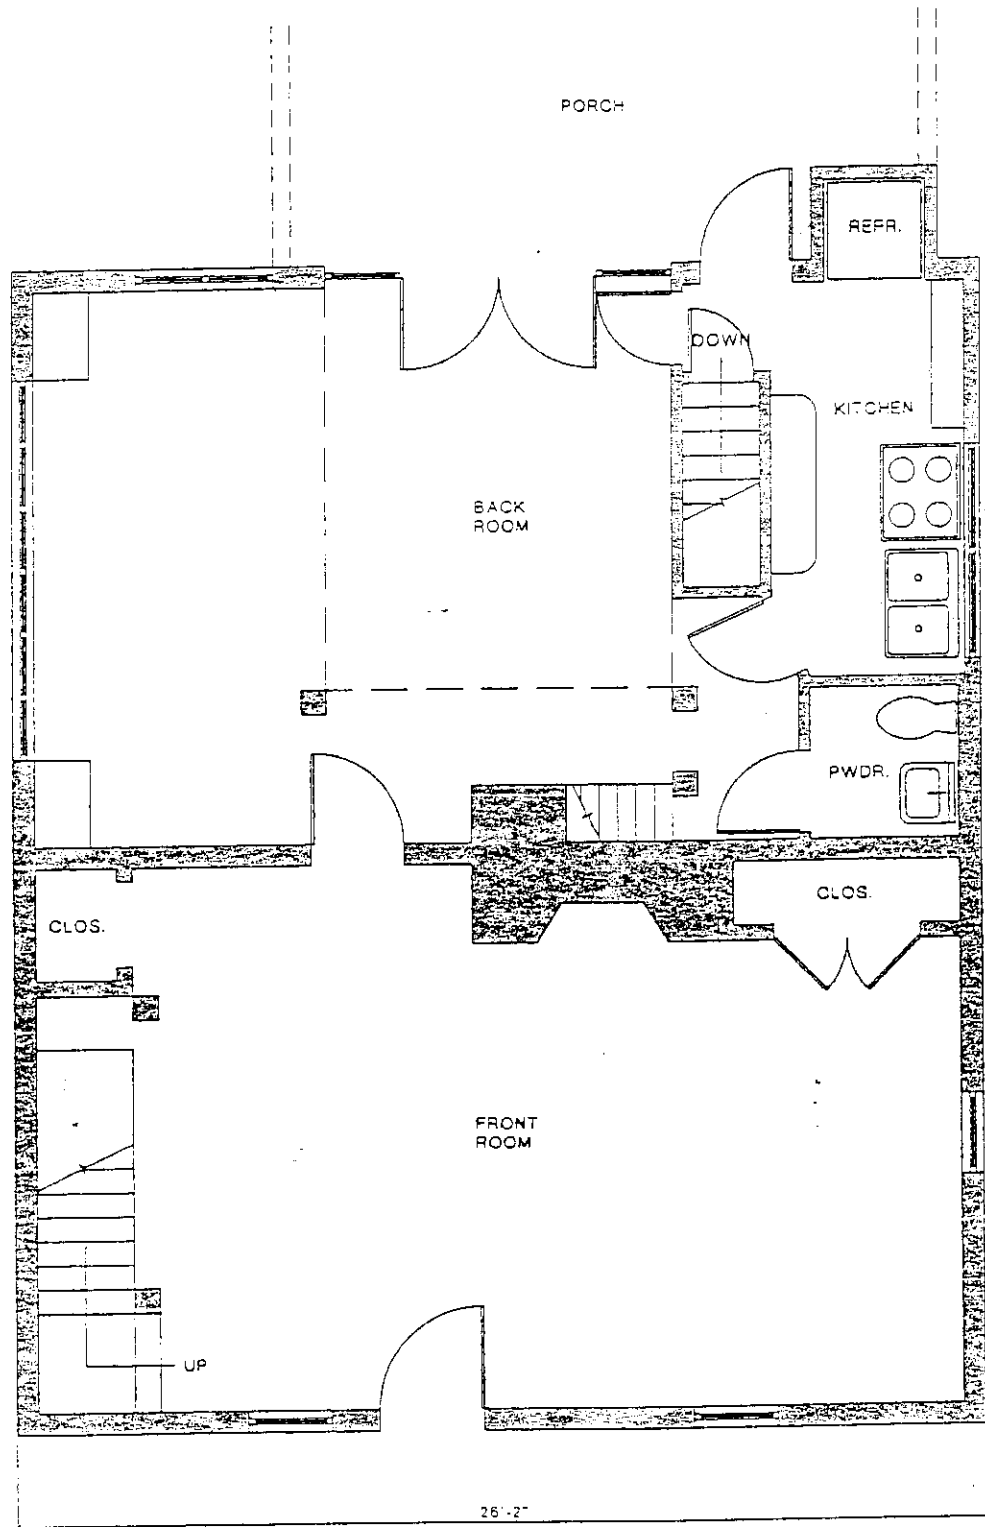 PORCH
REFR.
DOWN
KITCHEN
BACK
ROOM
PWDR.
CLOS.
CLOS.
FRONT
ROOM
UP
26'-2"